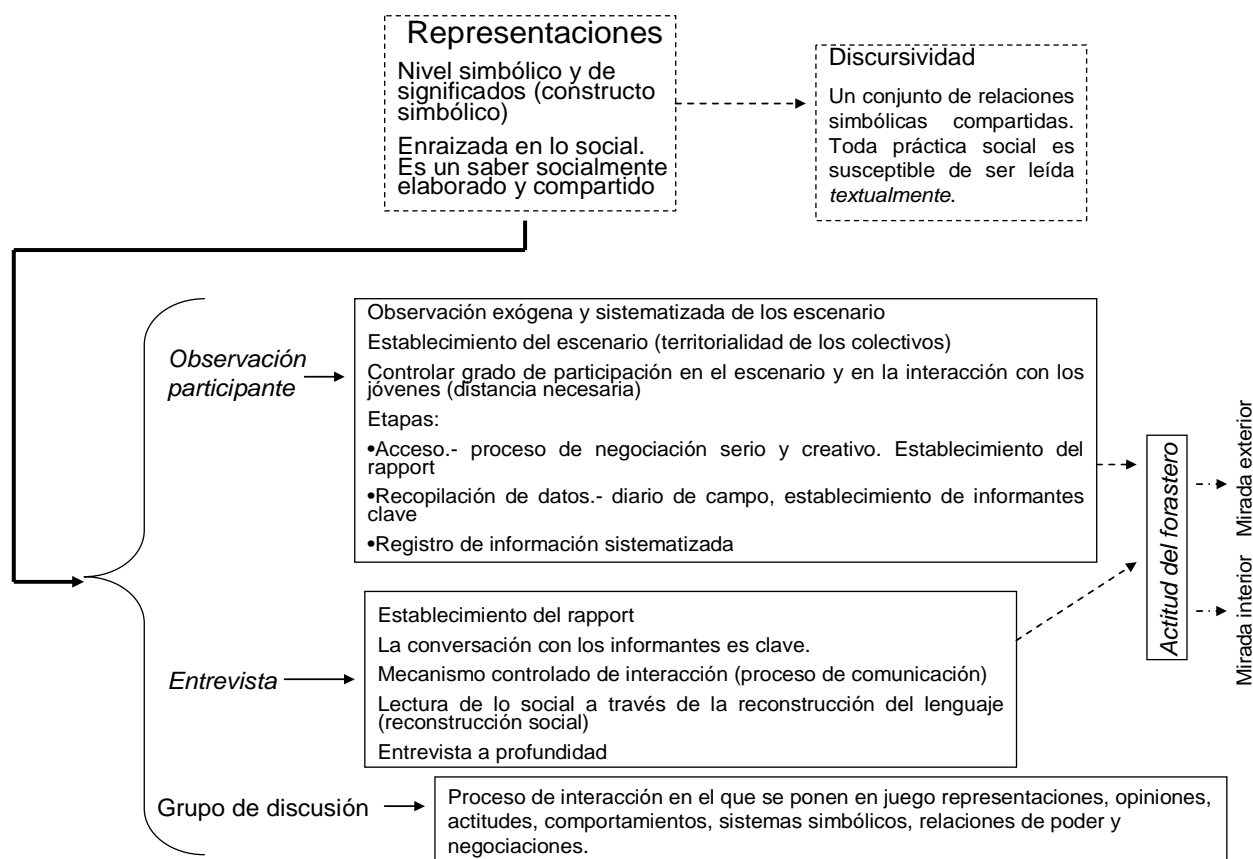 Representaciones
Nivel simbólico y de
significados (constructo
simbólico)
Enraizada en lo social.
Es un saber socialmente
elaborado y compartido
Discursividad
Un conjunto de relaciones
simbólicas compartidas.
Toda práctica social es
susceptible de ser leída
textualmente.
Observación
participante
Observación exógena y sistematizada de los escenario
Establecimiento del escenario (territorialidad de los colectivos)
Controlar grado de participación en el escenario y en la interacción con los
jóvenes (distancia necesaria)
Etapas:
•Acceso.- proceso de negociación serio y creativo. Establecimiento del
rapport
•Recopilación de datos.- diario de campo, establecimiento de informantes
clave
•Registro de información sistematizada
Entrevista
Establecimiento del rapport
La conversación con los informantes es clave.
Mecanismo controlado de interacción (proceso de comunicación)
Lectura de lo social a través de la reconstrucción del lenguaje
(reconstrucción social)
Entrevista a profundidad
Grupo de discusión
Proceso de interacción en el que se ponen en juego representaciones, opiniones,
actitudes, comportamientos, sistemas simbólicos, relaciones de poder y
negociaciones.
Actitud del forastero
Mirada exterior
Mirada interior